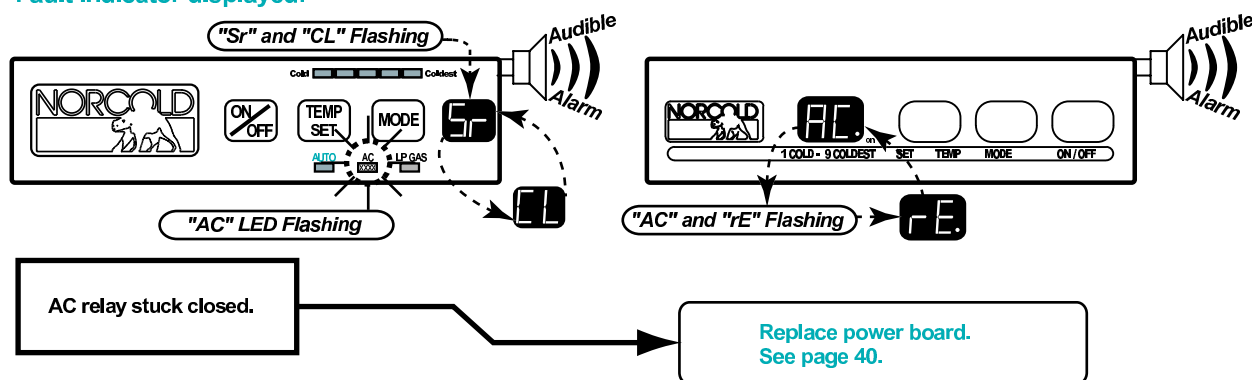 Fault indicator displayed:
"Sr" and "CL" Flashing
Audible
Alarm
Cold Coldest
NORCOLD
ON/OFF
TEMP SET
MODE
Sr
AUTO
AC
LP GAS
CL
"AC" LED Flashing
Audible
Alarm
NORCOLD
AC.
on
1 COLD - 9 COLDEST SET TEMP MODE ON / OFF
"AC" and "rE" Flashing
rE.
AC relay stuck closed.
Replace power board.
See page 40.